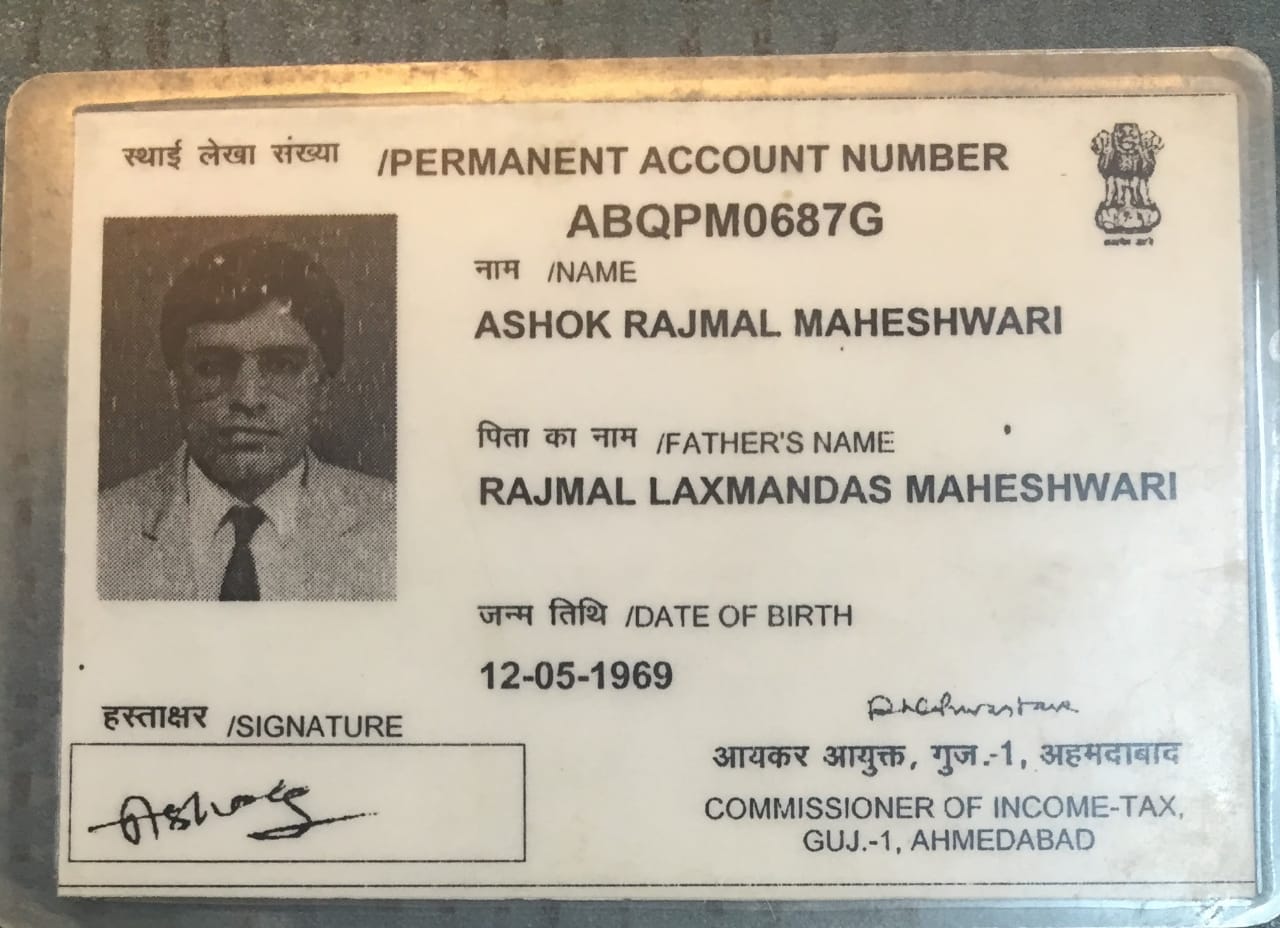 स्थाई लेखा संख्या /PERMANENT ACCOUNT NUMBER
ABQPM0687G
नाम /NAME
ASHOK RAJMAL MAHESHWARI
पिता का नाम /FATHER'S NAME
RAJMAL LAXMANDAS MAHESHWARI
जन्म तिथि /DATE OF BIRTH
12-05-1969
हस्ताक्षर /SIGNATURE
Ashok
आयकर आयुक्त, गुज.-1, अहमदाबाद
COMMISSIONER OF INCOME-TAX,
GUJ.-1, AHMEDABAD